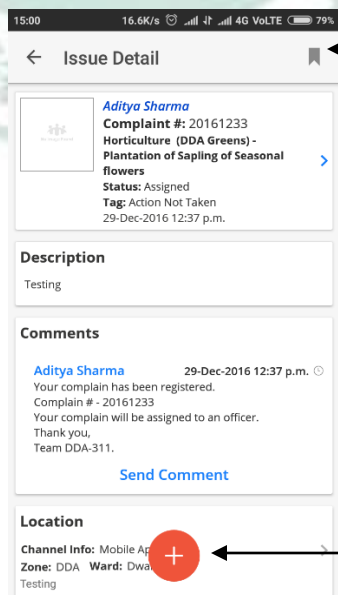 15:00 16.6K/s 4G VoLTE 79%
Issue Detail
Aditya Sharma
Complaint #: 20161233
Horticulture (DDA Greens) -
Plantation of Sapling of Seasonal
flowers
Status: Assigned
Tag: Action Not Taken
29-Dec-2016 12:37 p.m.
Description
Testing
Comments
Aditya Sharma 29-Dec-2016 12:37 p.m.
Your complain has been registered.
Complain # - 20161233
Your complain will be assigned to an officer.
Thank you,
Team DDA-311.
Send Comment
Location
Channel Info: Mobile Ap
Zone: DDA Ward: Dwa
Testing